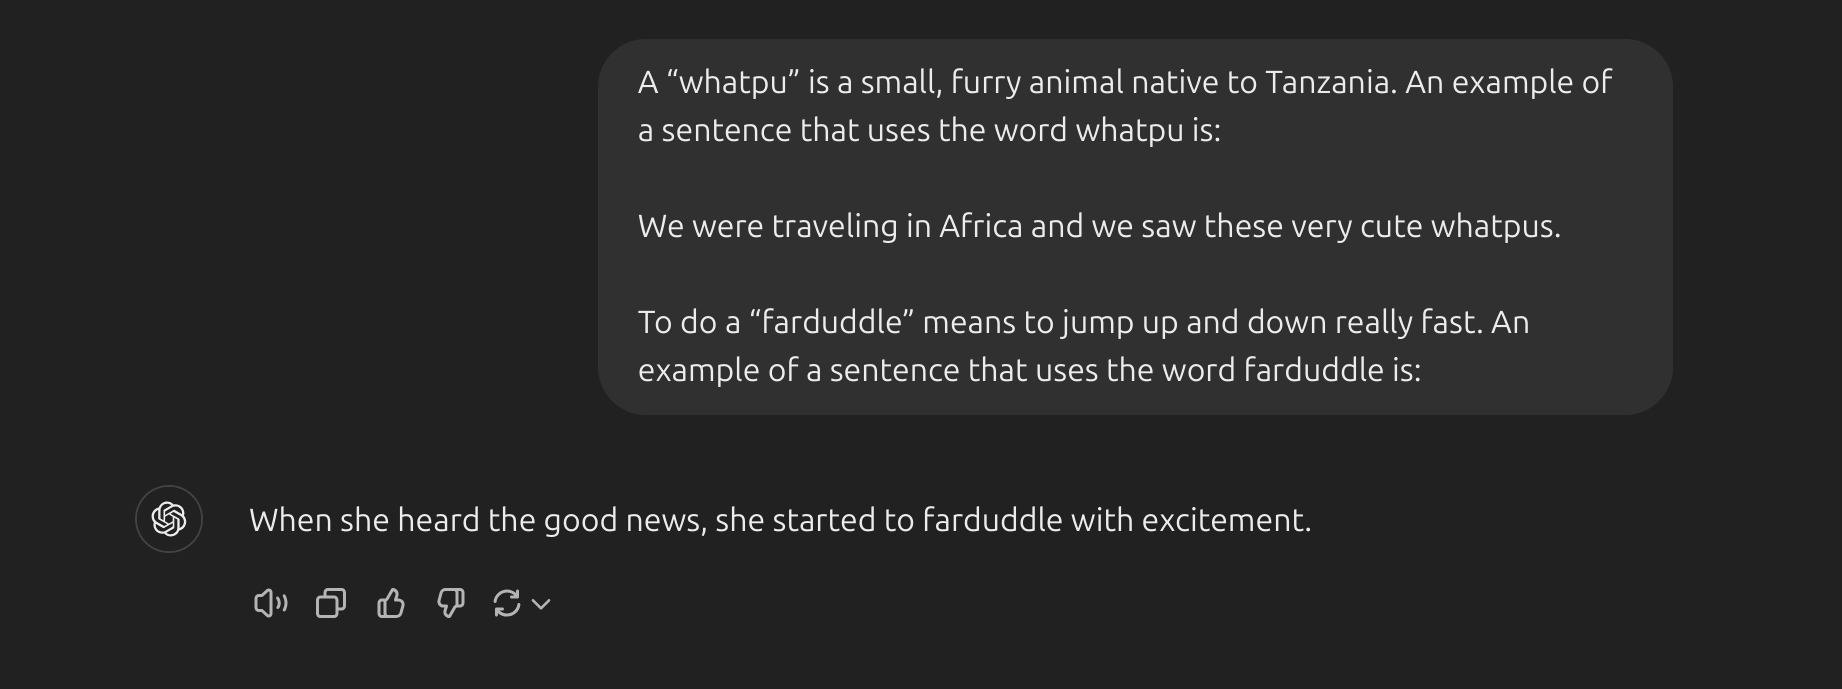 A “whatpu” is a small, furry animal native to Tanzania. An example of
a sentence that uses the word whatpu is:
We were traveling in Africa and we saw these very cute whatpus.
To do a “farduddle” means to jump up and down really fast. An
example of a sentence that uses the word farduddle is:
When she heard the good news, she started to farduddle with excitement.